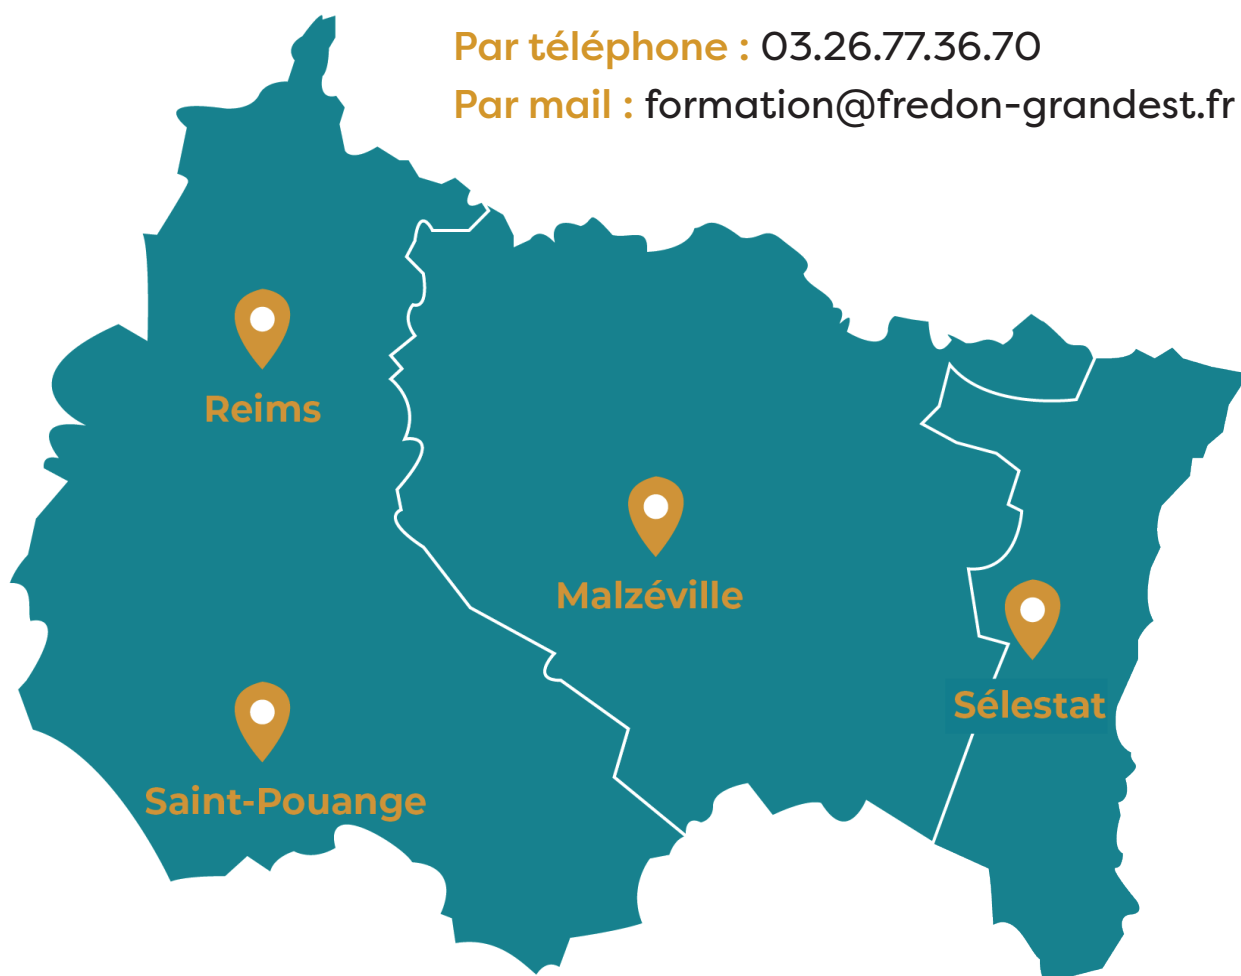 Par téléphone : 03.26.77.36.70
Par mail : formation@fredon-grandest.fr
Reims
Malzéville
Sélestat
Saint-Pouange